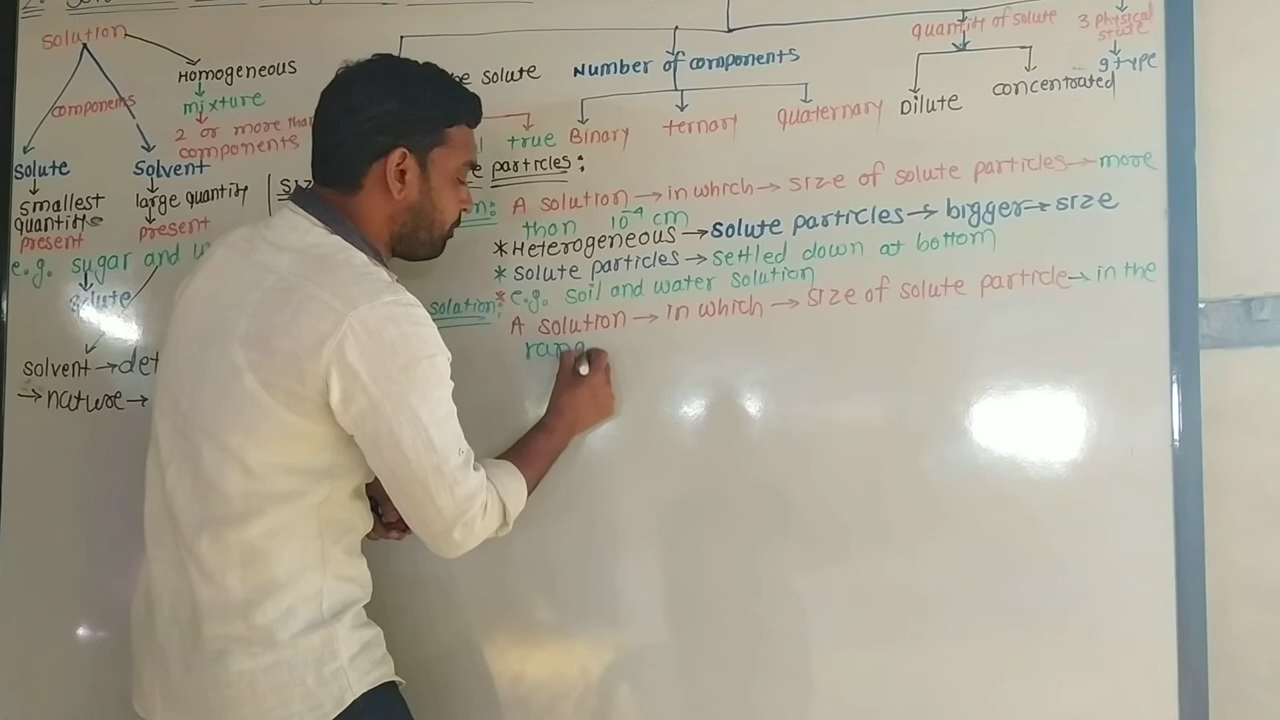 solution
Homogeneous
mixture
2 or more than
components
components
solute
solvent
smallest
quantity
present
large quantity
present
e.g. sugar and
solute
solvent → det
→ nature →
solute
true
Number of components
Binary
ternary
quaternary
quantity of solute
Dilute
concentrated
3 physical
state
9 type
particles:
A solution → in which → size of solute particles → more
than 10⁻⁴ cm
* Heterogeneous → solute particles → bigger → size
* solute particles → settled down at bottom
* e.g. soil and water solution
solution:
A solution → in which → size of solute particle → in the
rang